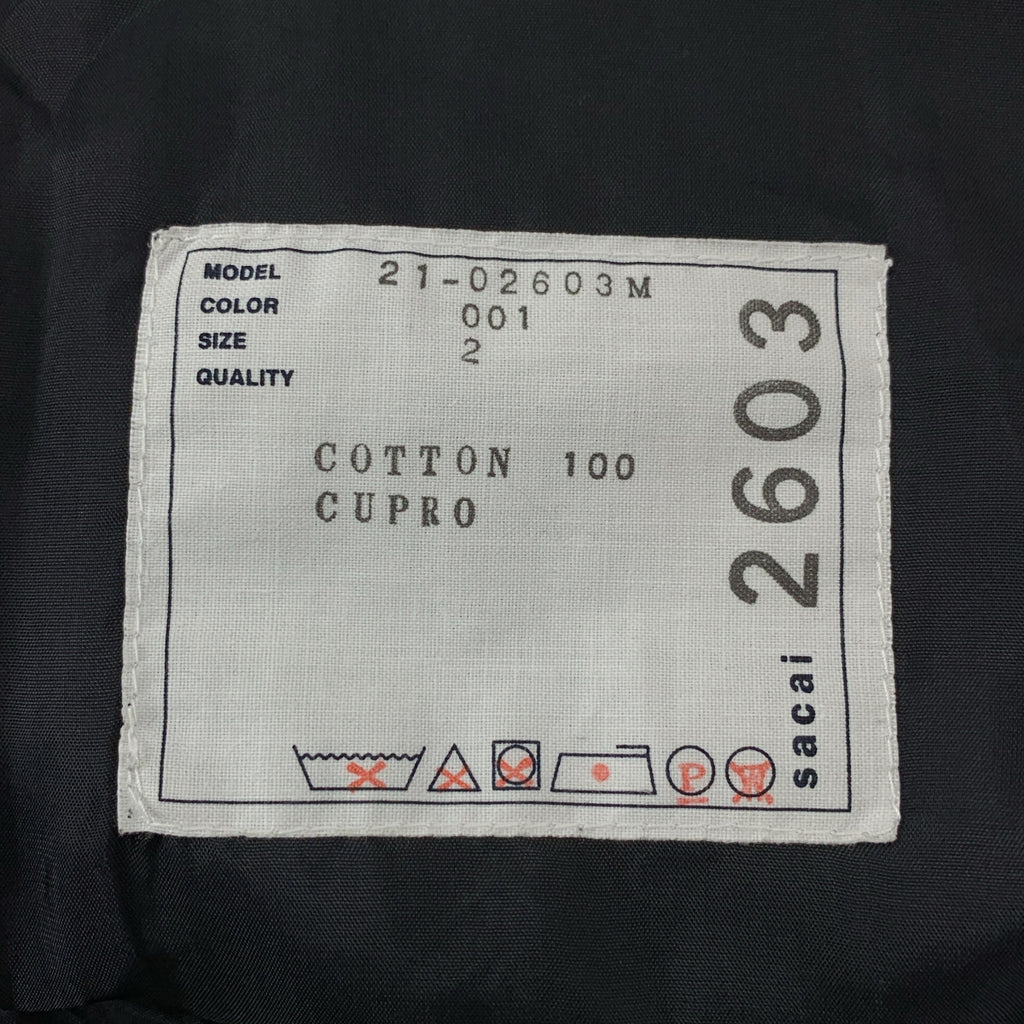 MODEL 21-02603M
COLOR 001
SIZE 2
QUALITY
COTTON 100
CUPRO
sacai 2603
P
W